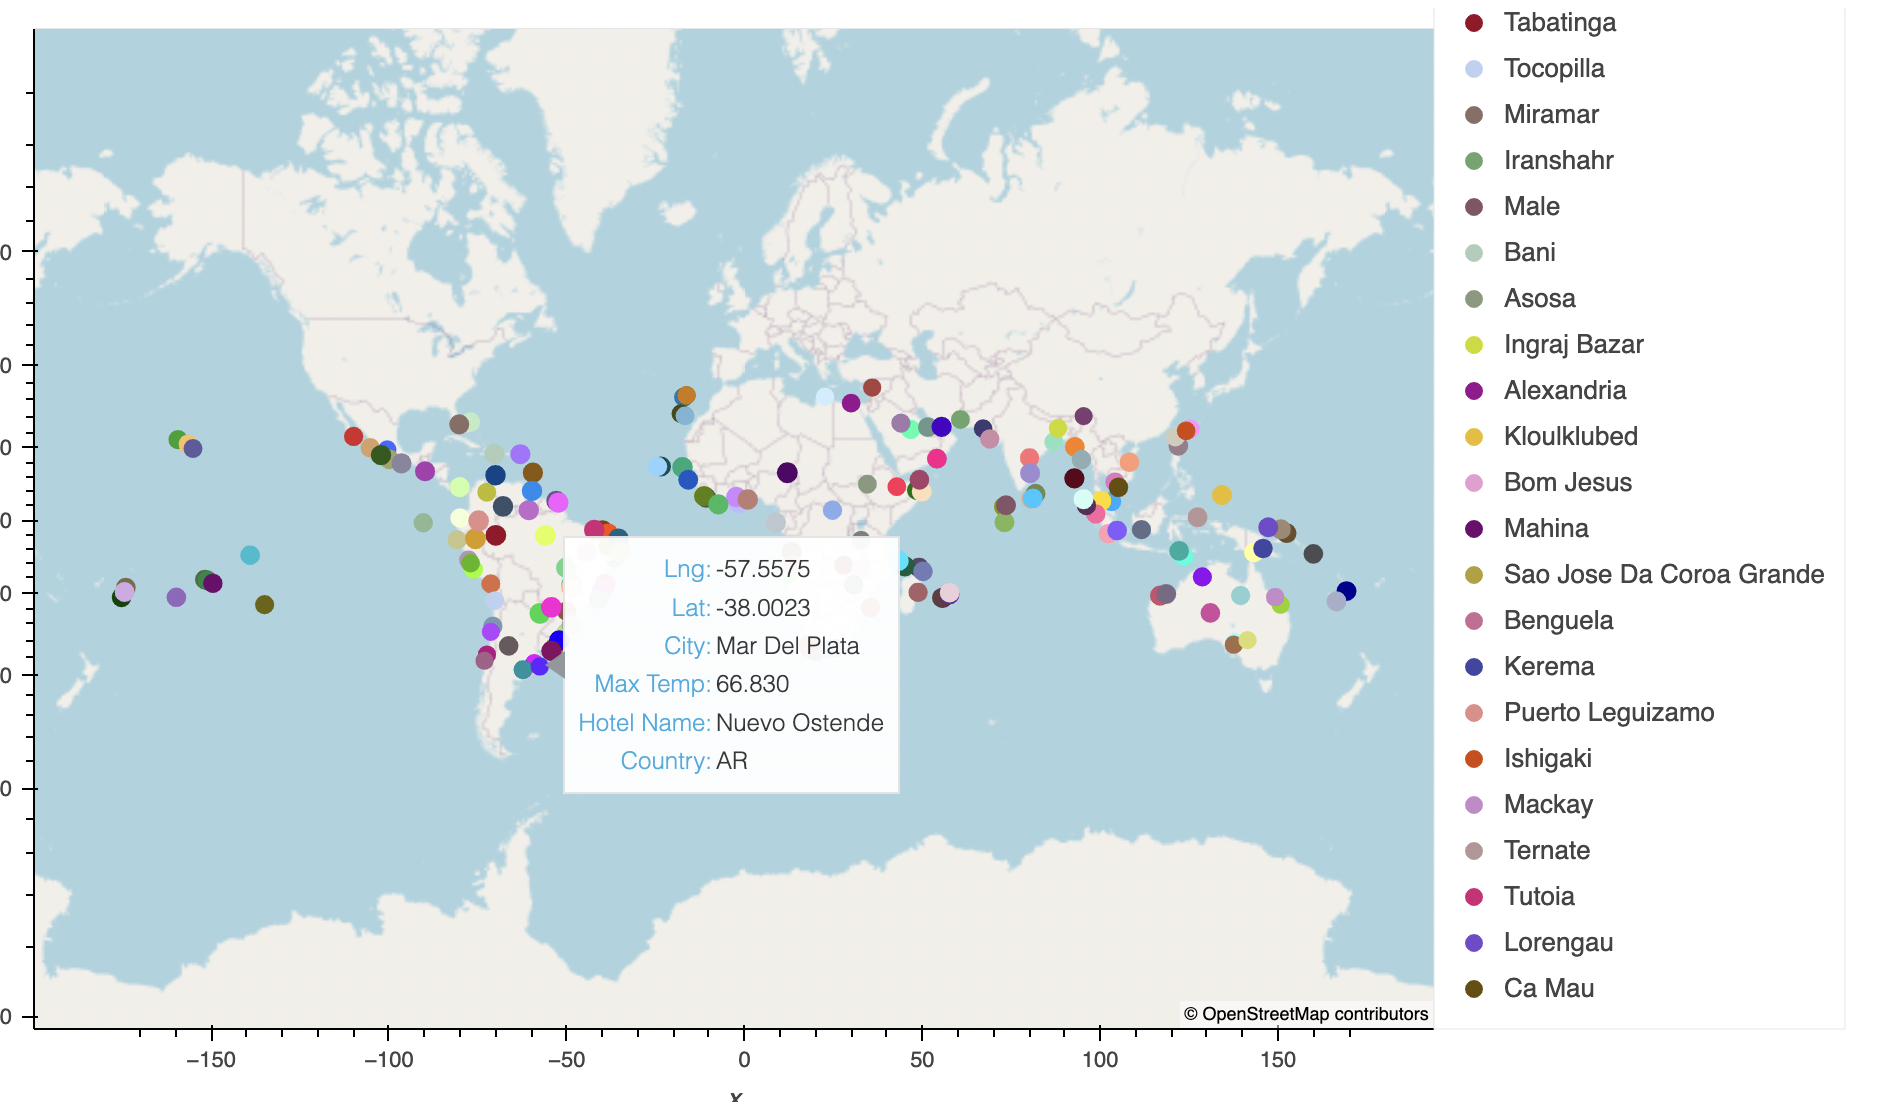 Tabatinga
Tocopilla
Miramar
Iranshahr
Male
Bani
Asosa
Ingraj Bazar
Alexandria
Kloulklubed
Bom Jesus
Mahina
Sao Jose Da Coroa Grande
Benguela
Kerema
Puerto Leguizamo
Ishigaki
Mackay
Ternate
Tutoia
Lorengau
Ca Mau
Lng: -57.5575
Lat: -38.0023
City: Mar Del Plata
Max Temp: 66.830
Hotel Name: Nuevo Ostende
Country: AR
© OpenStreetMap contributors
0
0
0
0
0
0
0
0
−150
−100
−50
0
50
100
150
x